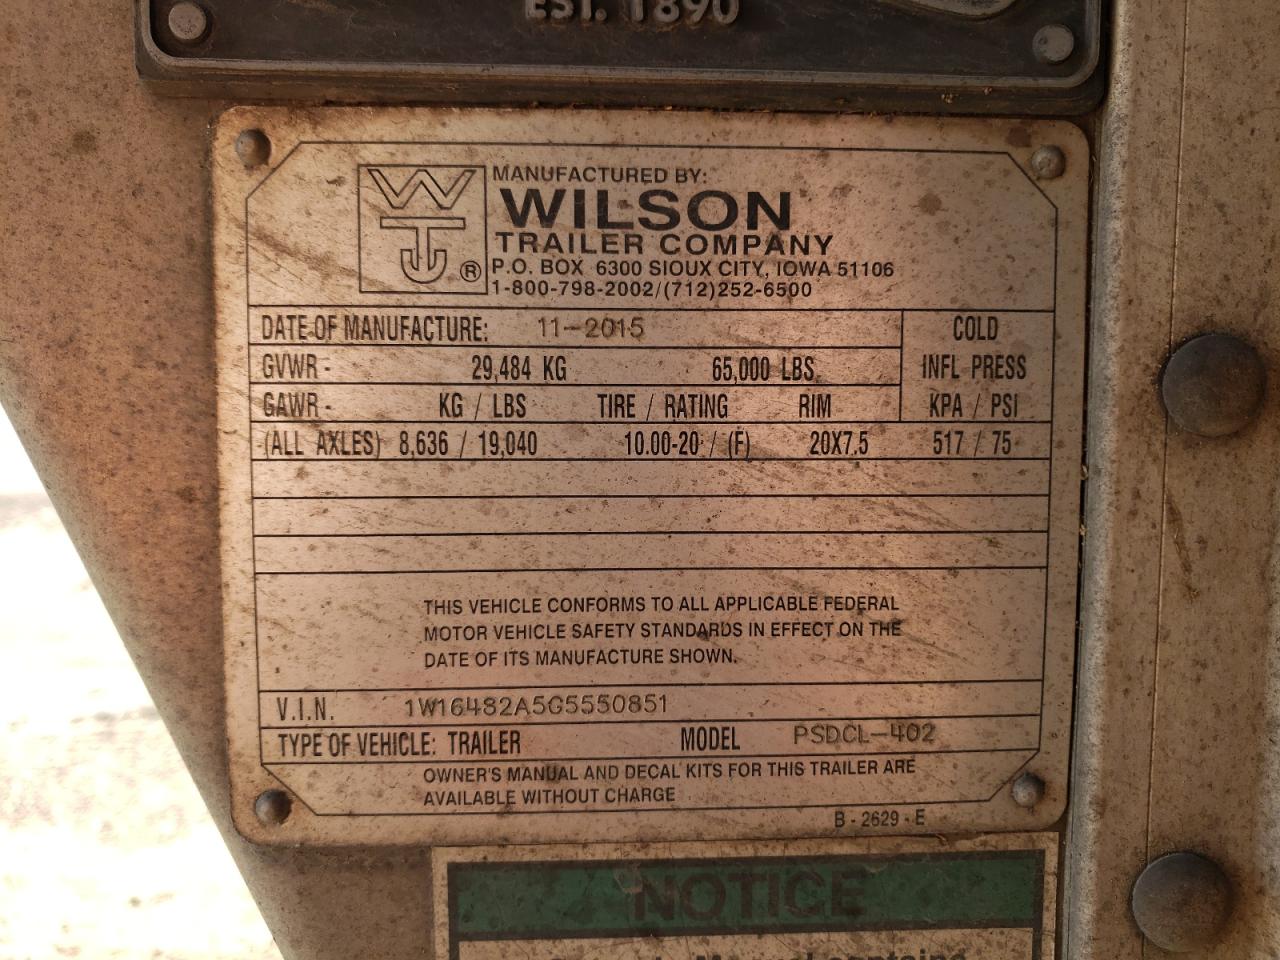 EST. 1890
WTJ ®
MANUFACTURED BY:
WILSON
TRAILER COMPANY
P.O. BOX 6300 SIOUX CITY, IOWA 51106
1-800-798-2002/(712)252-6500
DATE OF MANUFACTURE: 11-2015
COLD
GVWR - 29,484 KG 65,000 LBS.
INFL PRESS
GAWR - KG / LBS TIRE / RATING RIM KPA / PSI
(ALL AXLES) 8,636 / 19,040 10.00-20 / (F) 20X7.5 517 / 75
THIS VEHICLE CONFORMS TO ALL APPLICABLE FEDERAL
MOTOR VEHICLE SAFETY STANDARDS IN EFFECT ON THE
DATE OF ITS MANUFACTURE SHOWN.
V.I.N. 1W16482A5G5550851
TYPE OF VEHICLE: TRAILER MODEL PSDCL-402
OWNER'S MANUAL AND DECAL KITS FOR THIS TRAILER ARE
AVAILABLE WITHOUT CHARGE
B - 2629 - E
NOTICE